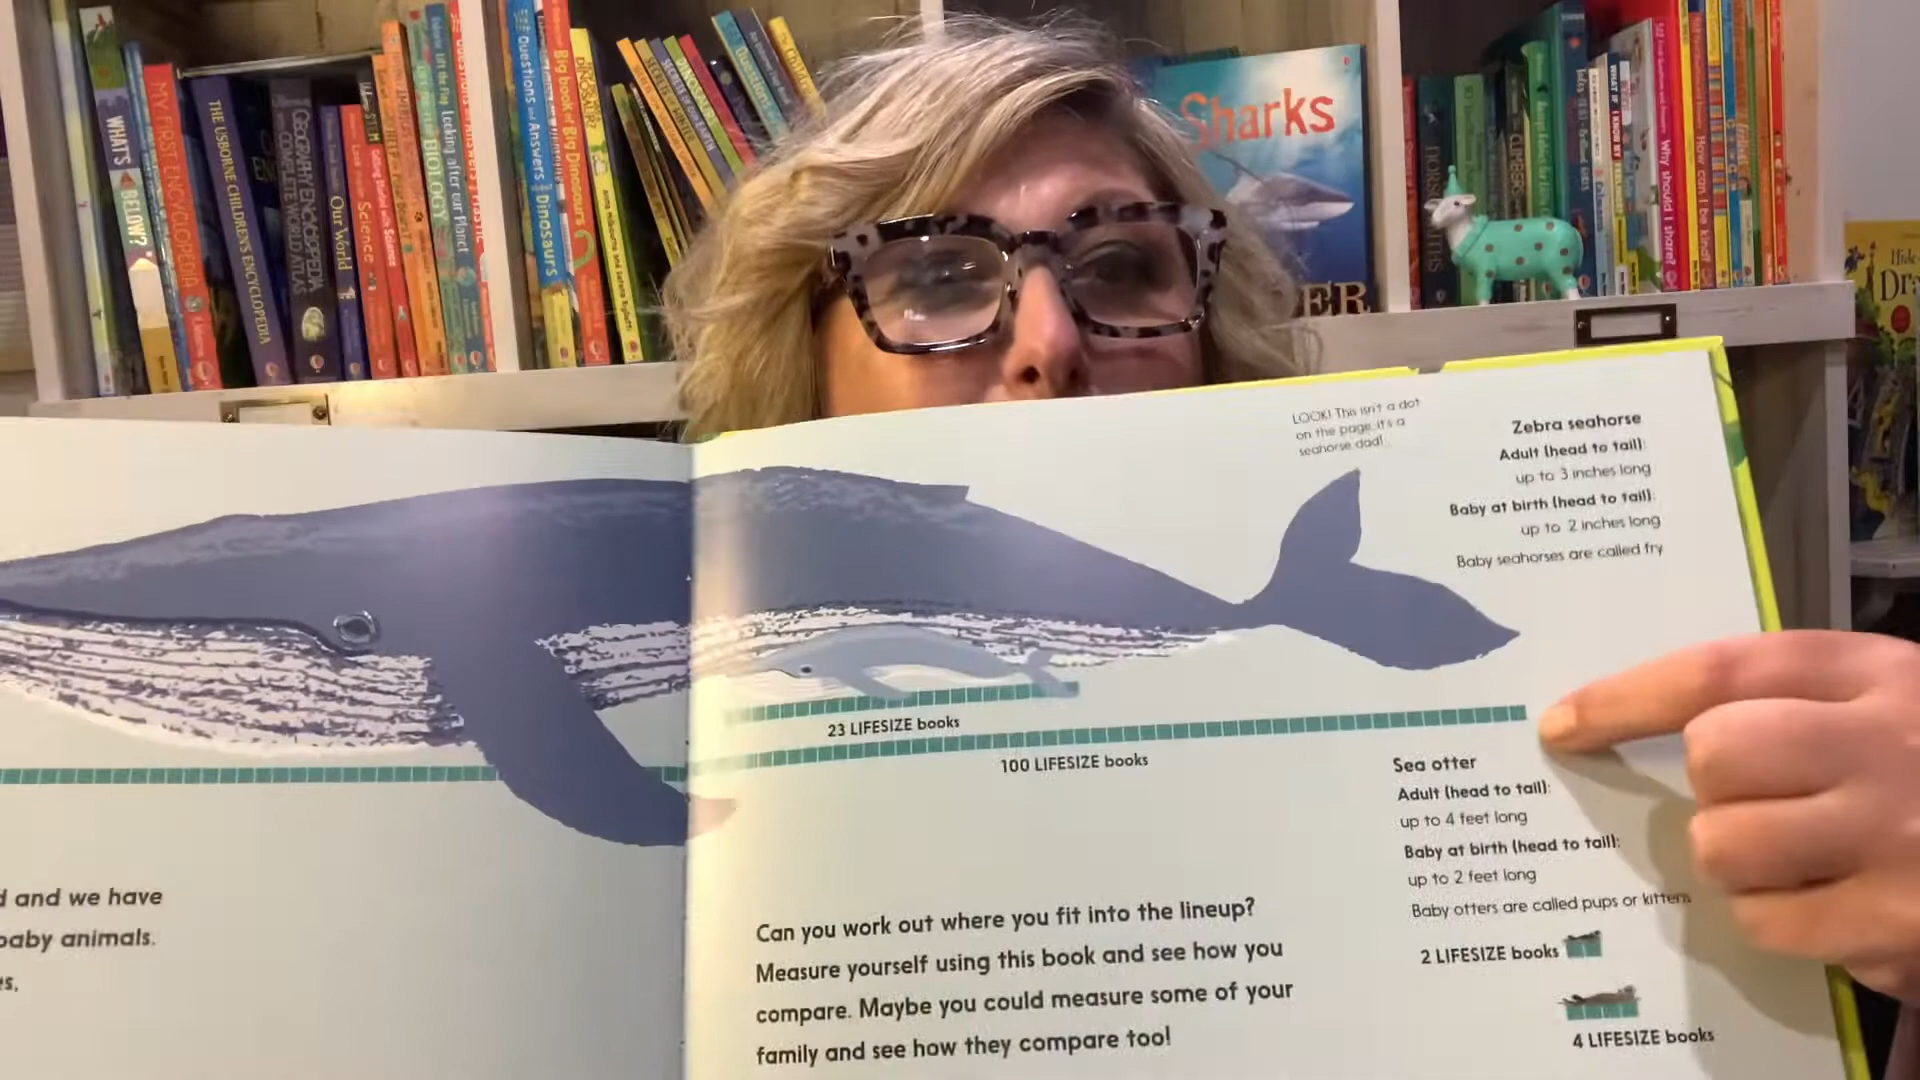 WHAT'S BELOW?
MY FIRST ENCYCLOPEDIA
THE USBORNE CHILDREN'S ENCYCLOPEDIA
GEOGRAPHY ENCYCLOPEDIA
COMPLETE WORLD ATLAS
Our World
Science
BIOLOGY
Looking after our Planet
Questions and Answers about Dinosaurs
Big book of Big Dinosaurs
Sharks
WHAT IF
Why should I share?
How can I be kind?
LOOK! This isn't a dot
on the page, it's a
seahorse dad!
Zebra seahorse
Adult (head to tail):
up to 3 inches long
Baby at birth (head to tail):
up to 2 inches long
Baby seahorses are called fry
23 LIFESIZE books
100 LIFESIZE books
Sea otter
Adult (head to tail):
up to 4 feet long
Baby at birth (head to tail):
up to 2 feet long
Baby otters are called pups or kittens
2 LIFESIZE books
4 LIFESIZE books
and we have
baby animals.
Can you work out where you fit into the lineup?
Measure yourself using this book and see how you
compare. Maybe you could measure some of your
family and see how they compare too!